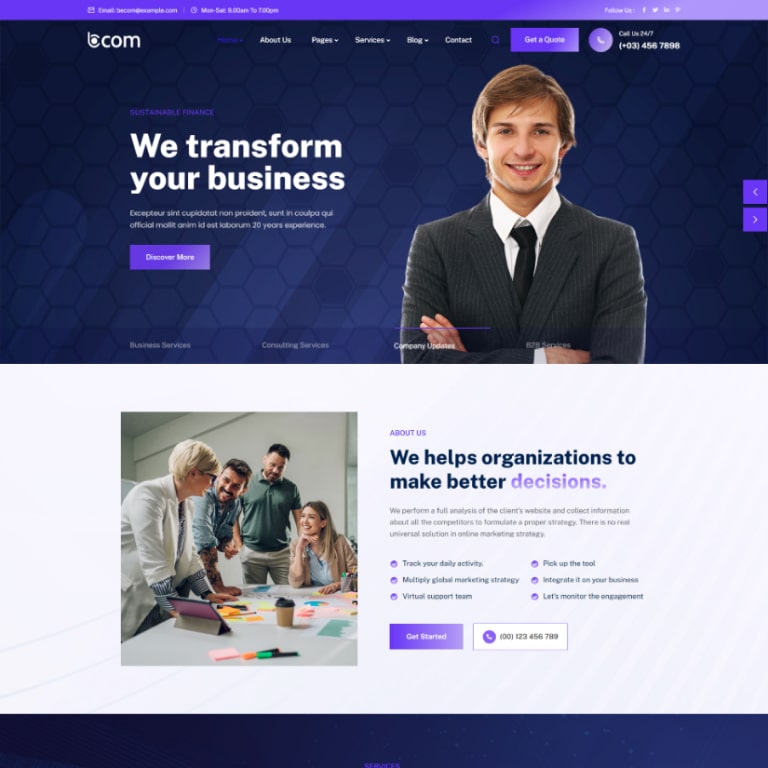 Email: becom@example.com
Mon-Sat: 9.00am To 7.00pm
Follow Us :
bcom
Home
About Us
Pages
Services
Blog
Contact
Get a Quote
Call Us 24/7
(+03) 456 7898
SUSTAINABLE FINANCE
We transform
your business
Excepteur sint cupidatat non proident, sunt in coulpa qui
official mollit anim id est laborum 20 years experience.
Discover More
Business Services
Consulting Services
Company Updates
B2B Services
ABOUT US
We helps organizations to
make better decisions.
We perform a full analysis of the client's website and collect information
about all the competitors to formulate a proper strategy. There is no real
universal solution in online marketing strategy.
Track your daily activity.
Pick up the tool
Multiply global marketing strategy
Integrate it on your business
Virtual support team
Let's monitor the engagement
Get Started
(00) 123 456 789
SERVICES